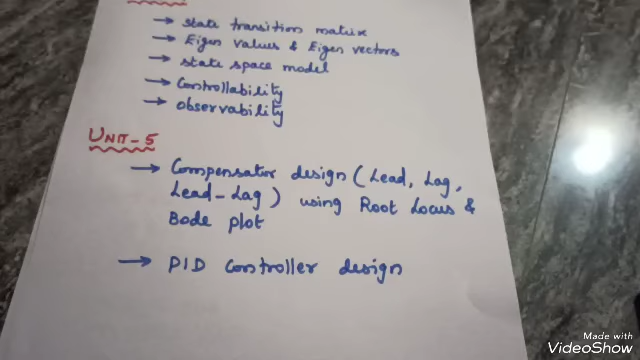 → state transition matrix
→ Eigen values & Eigen vectors
→ state space model
→ Controllability
→ observability
UNIT-5
→ Compensator design (Lead, Lag,
Lead-Lag) using Root Locus &
Bode plot
→ PID Controller design
Made with
VideoShow